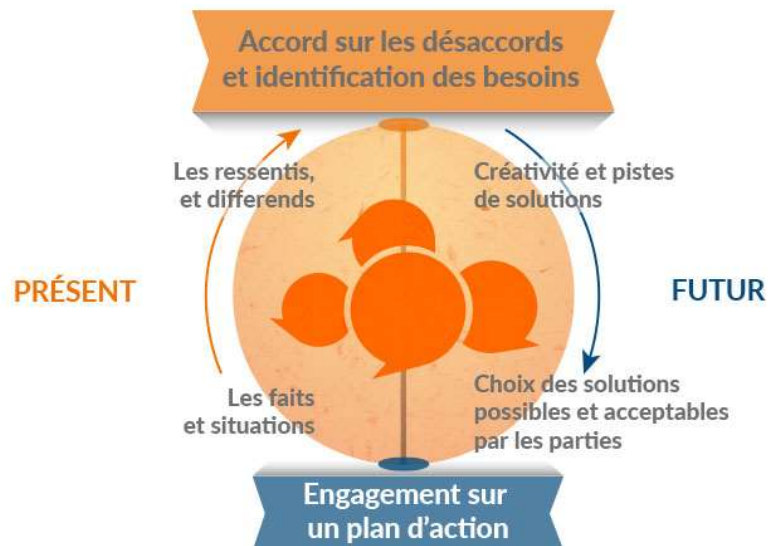 Accord sur les désaccords
et identification des besoins
Les ressentis,
et differends
Créativité et pistes
de solutions
PRÉSENT
FUTUR
Les faits
et situations
Choix des solutions
possibles et acceptables
par les parties
Engagement sur
un plan d'action